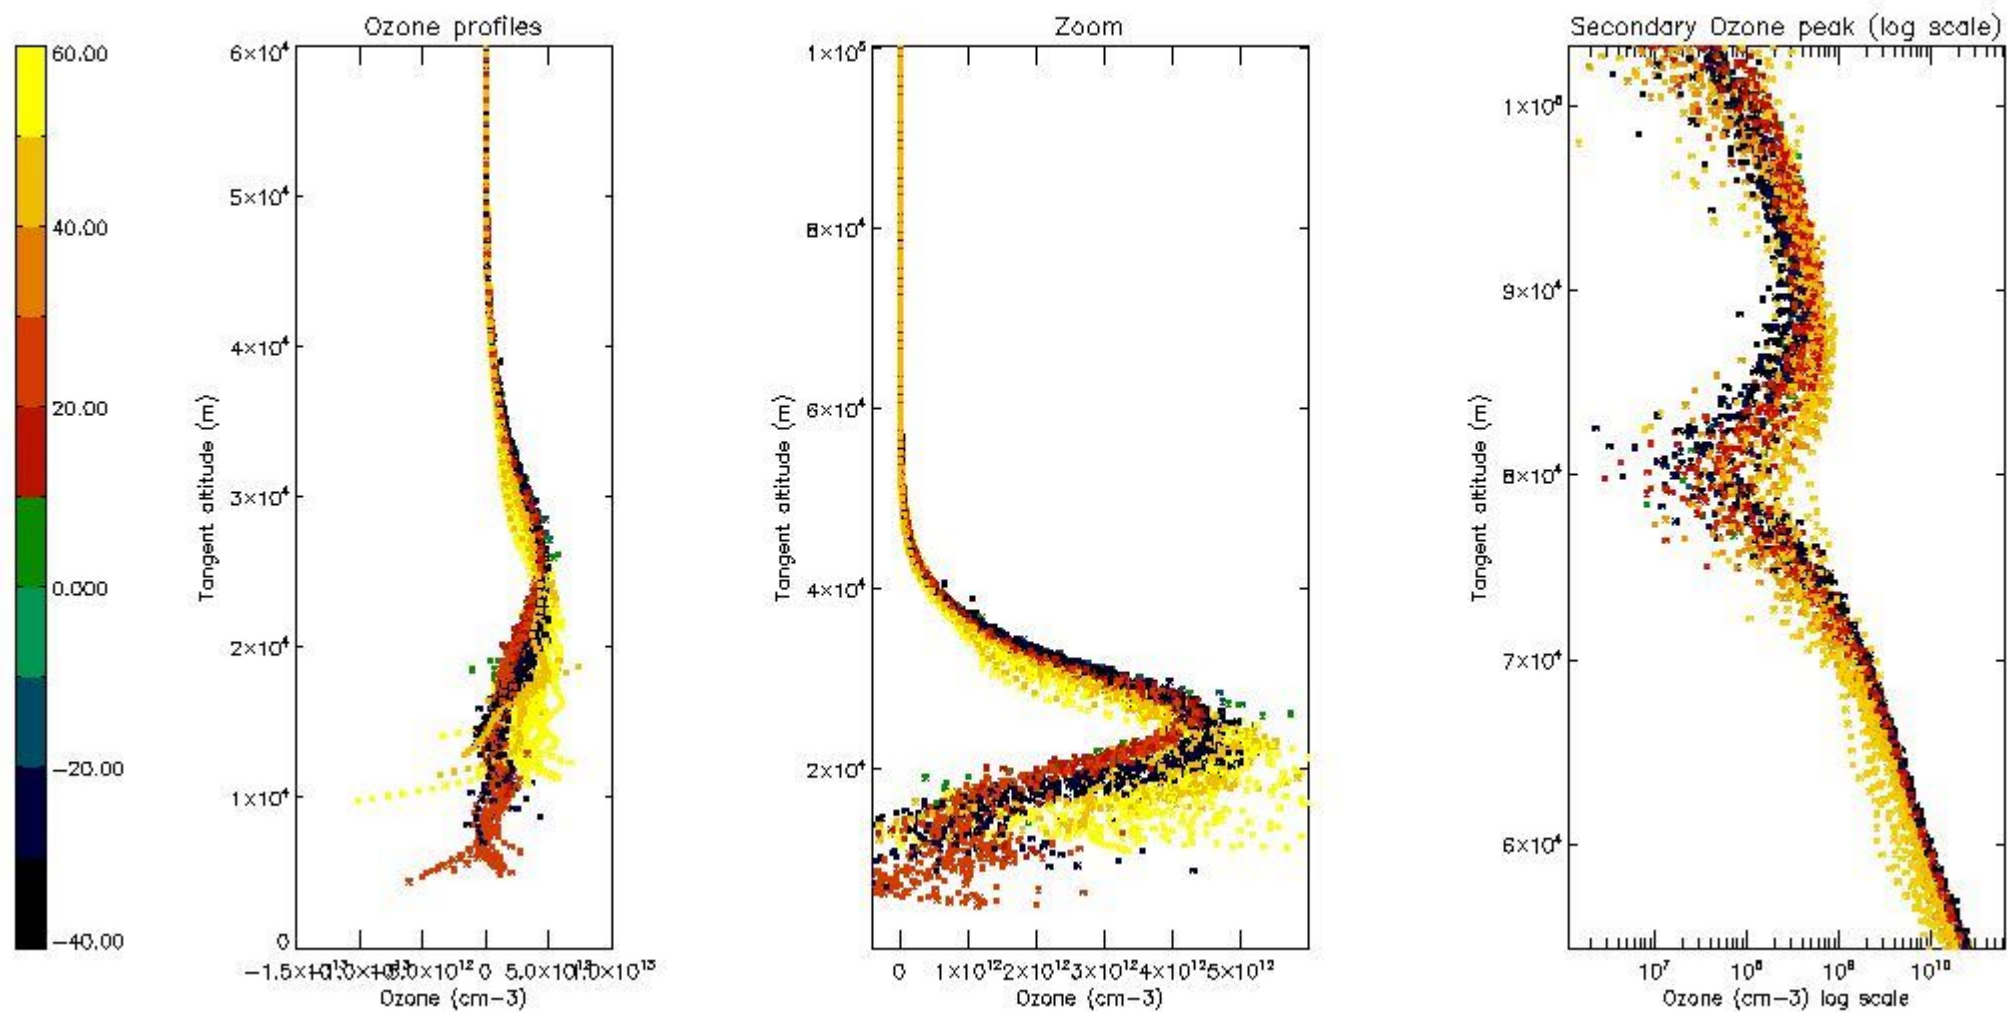 Ozone profiles
Zoom
Secondary Ozone peak (log scale)
60.00
40.00
20.00
0.000
−20.00
−40.00
Tangent altitude (m)
6×10⁴
5×10⁴
4×10⁴
3×10⁴
2×10⁴
1×10⁴
0
0
Ozone (cm−3)
Tangent altitude (m)
1×10⁵
8×10⁴
6×10⁴
4×10⁴
2×10⁴
0 1×10¹² 2×10¹² 3×10¹² 4×10¹² 5×10¹²
Ozone (cm−3)
Tangent altitude (m)
1×10⁵
9×10⁴
8×10⁴
7×10⁴
6×10⁴
10⁷ 10⁸ 10⁹ 10¹⁰
Ozone (cm−3) log scale